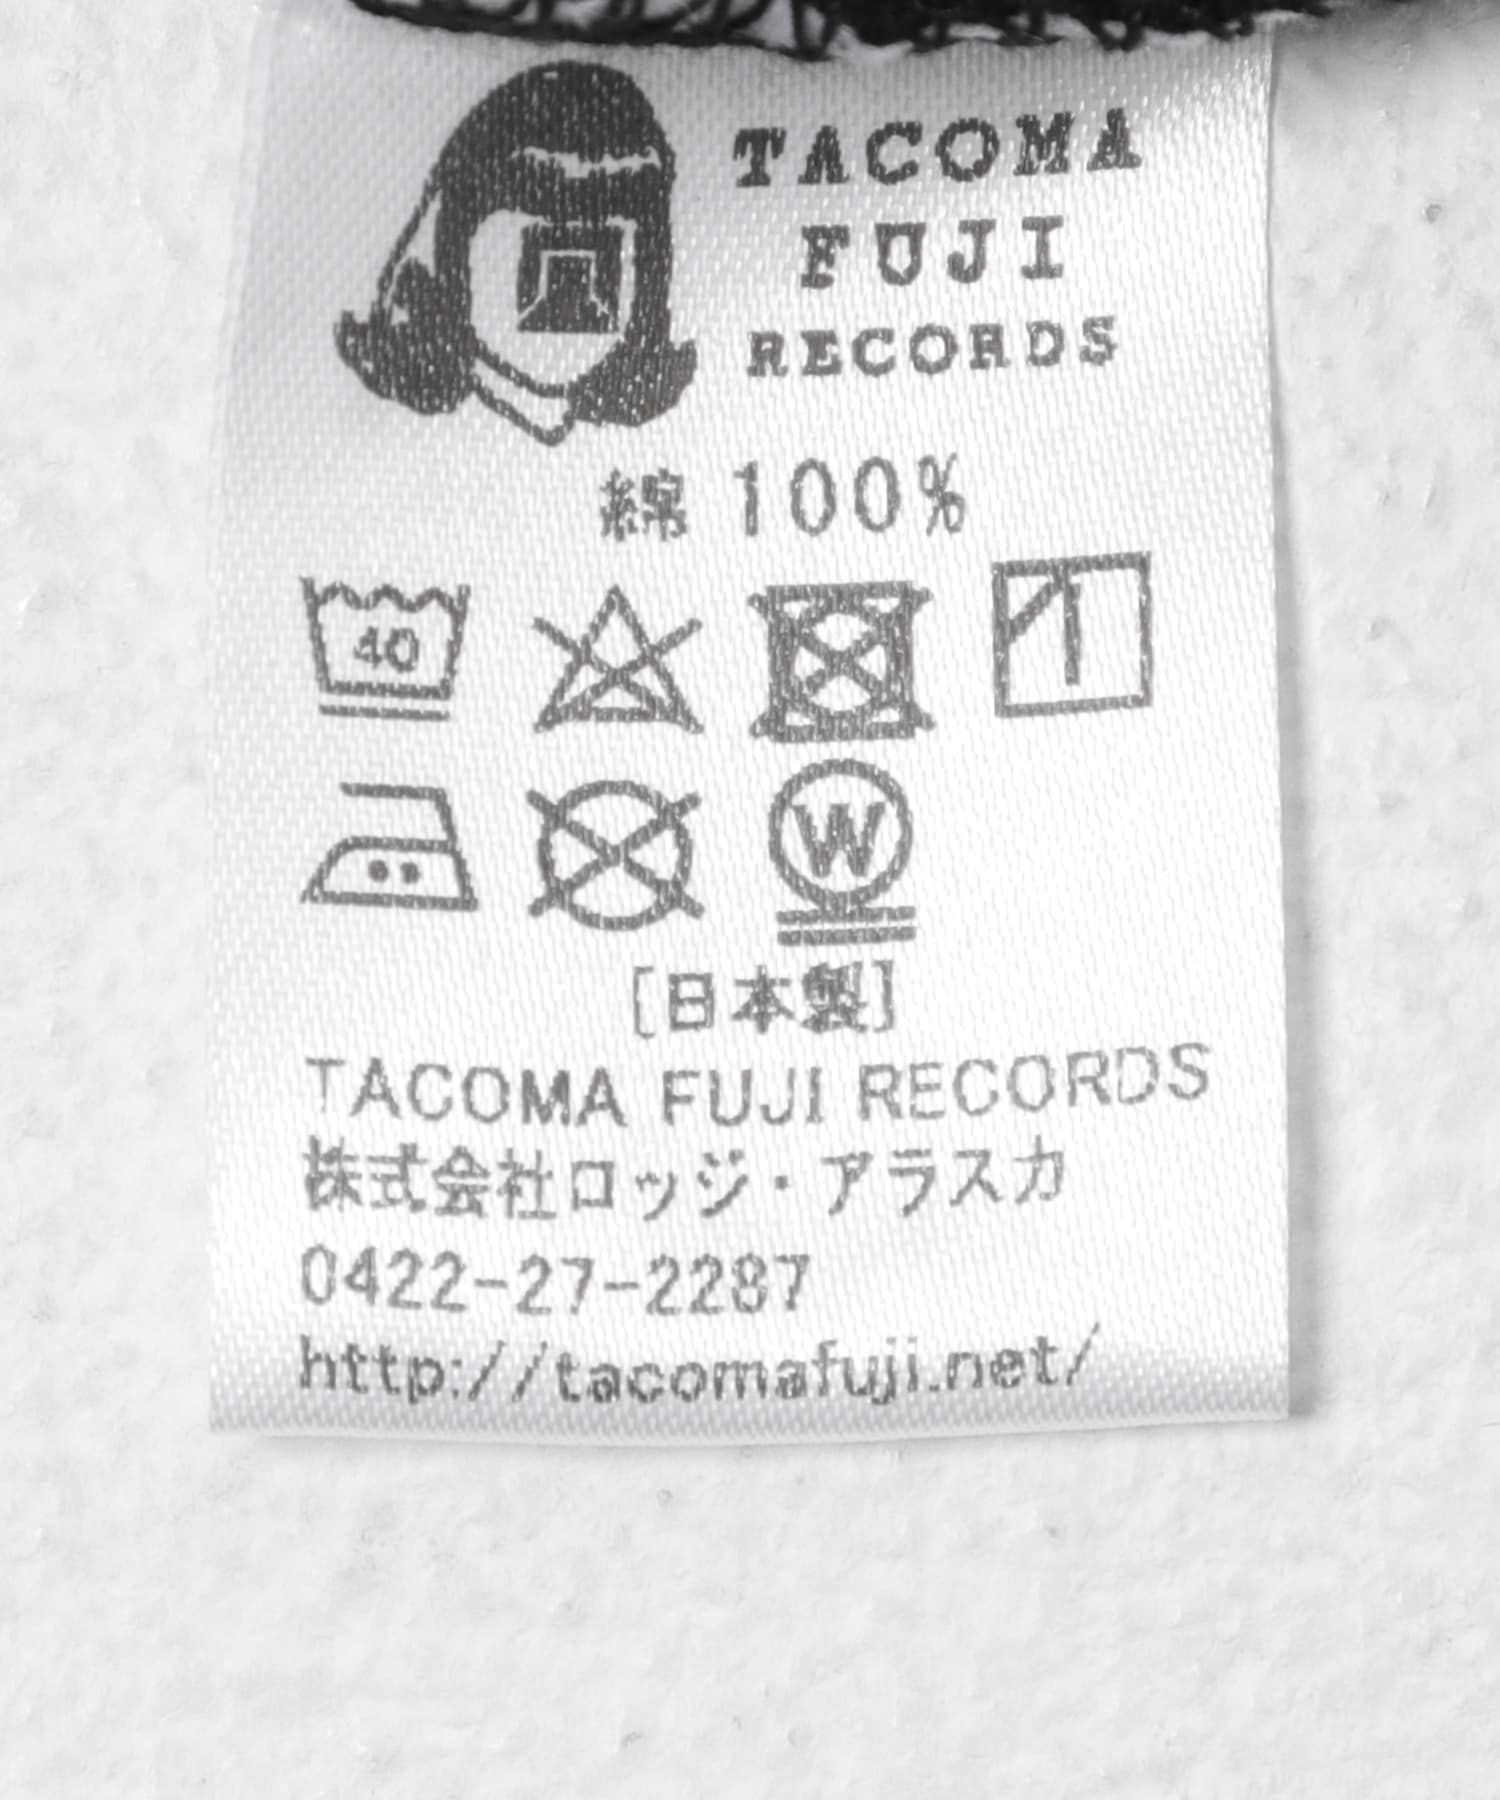 TACOMA
FUJI
RECORDS
綿 100%
40
W
[日本製]
TACOMA FUJI RECORDS
株式会社ロッジ・アラスカ
0422-27-2287
http://tacomafuji.net/